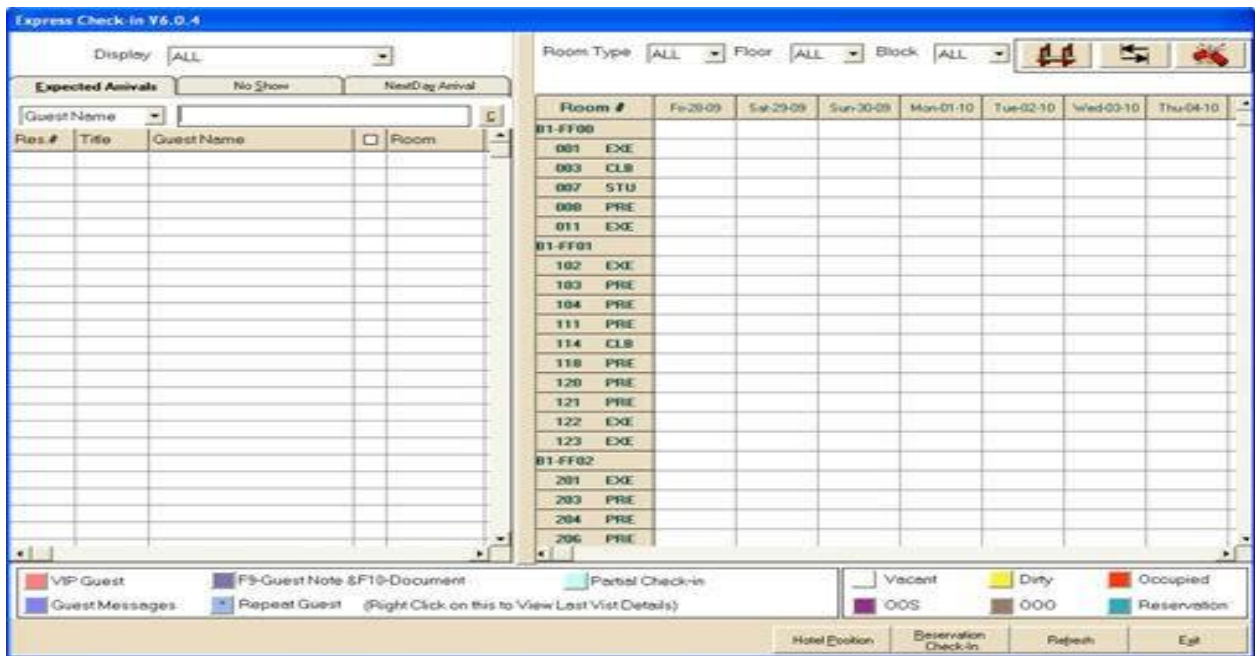 Express Check-in V6.0.4
Display ALL
Room Type ALL Floor ALL Block ALL
Expected Arrivals No Show NextDay Arrival
Guest Name C
Res.# Title Guest Name Room
Room # Fri-28-09 Sat-29-09 Sun-30-09 Mon-01-10 Tue-02-10 Wed-03-10 Thu-04-10
B1-FF00
001 EXE
003 CLB
007 STU
008 PRE
011 EXE
B1-FF01
102 EXE
103 PRE
104 PRE
111 PRE
114 CLB
118 PRE
120 PRE
121 PRE
122 EXE
123 EXE
B1-FF02
201 EXE
203 PRE
204 PRE
206 PRE
VIP Guest F9-Guest Note &F10-Document Partial Check-in Vacant Dirty Occupied
Guest Messages * Repeat Guest (Right Click on this to View Last Vist Details) OOS OOO Reservation
Hotel Position Reservation Check-In Refresh Exit